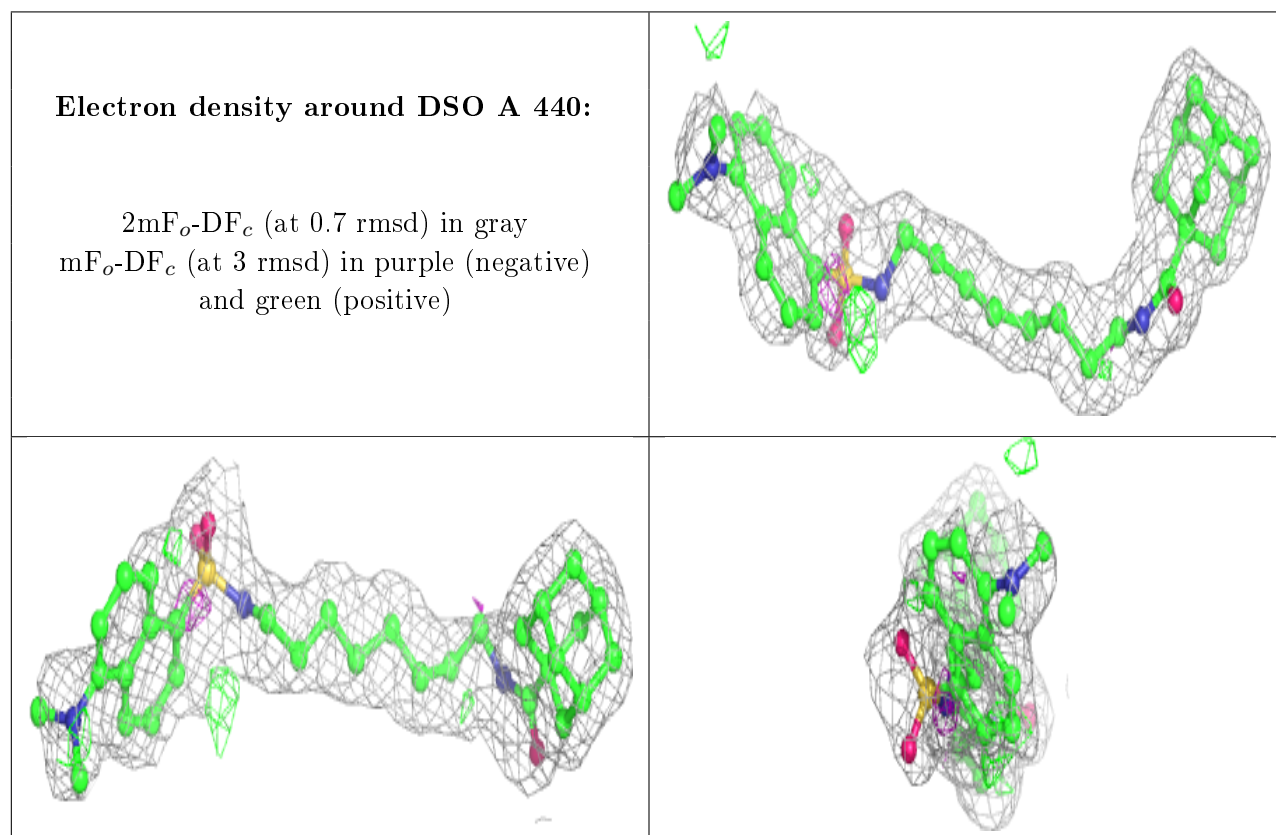 Electron density around DSO A 440:
2mFo-DFc (at 0.7 rmsd) in gray
mFo-DFc (at 3 rmsd) in purple (negative)
and green (positive)